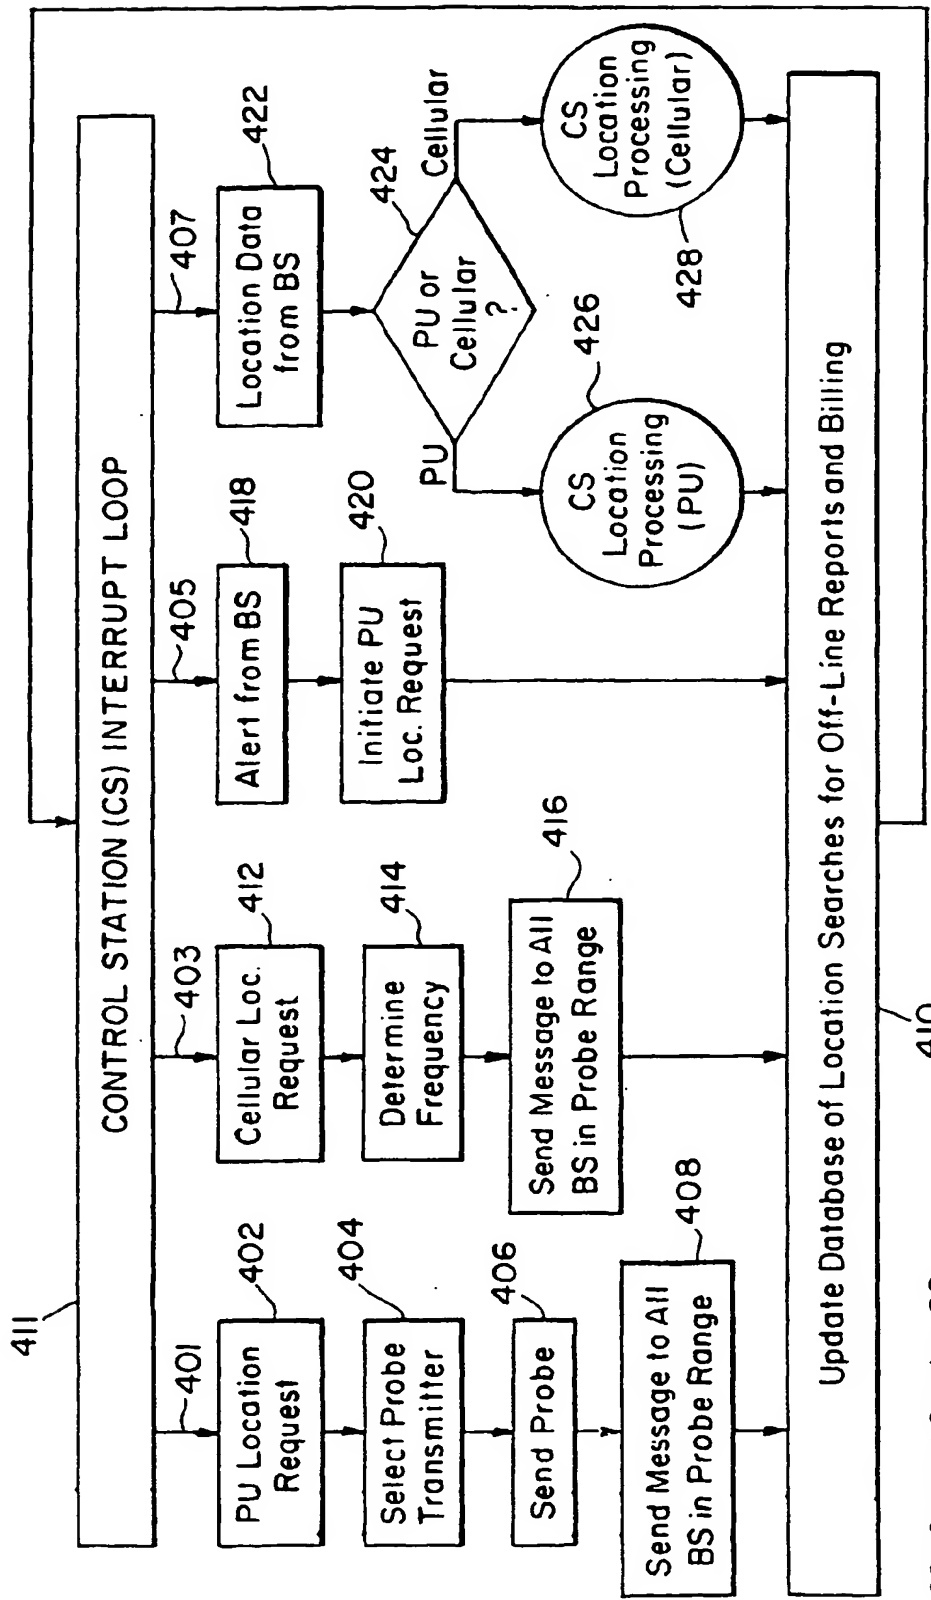 411
CONTROL STATION (CS) INTERRUPT LOOP
401
PU Location
Request
402
Select Probe
Transmitter
404
Send Probe
406
Send Message to All
BS in Probe Range
408
403
Cellular Loc.
Request
412
Determine
Frequency
414
Send Message to All
BS in Probe Range
416
405
Alert from BS
418
Initiate PU
Loc. Request
420
407
Location Data
from BS
422
PU or
Cellular
?
424
PU
Cellular
CS
Location
Processing
(PU)
426
CS
Location
Processing
(Cellular)
428
Update Database of Location Searches for Off-Line Reports and Billing
410